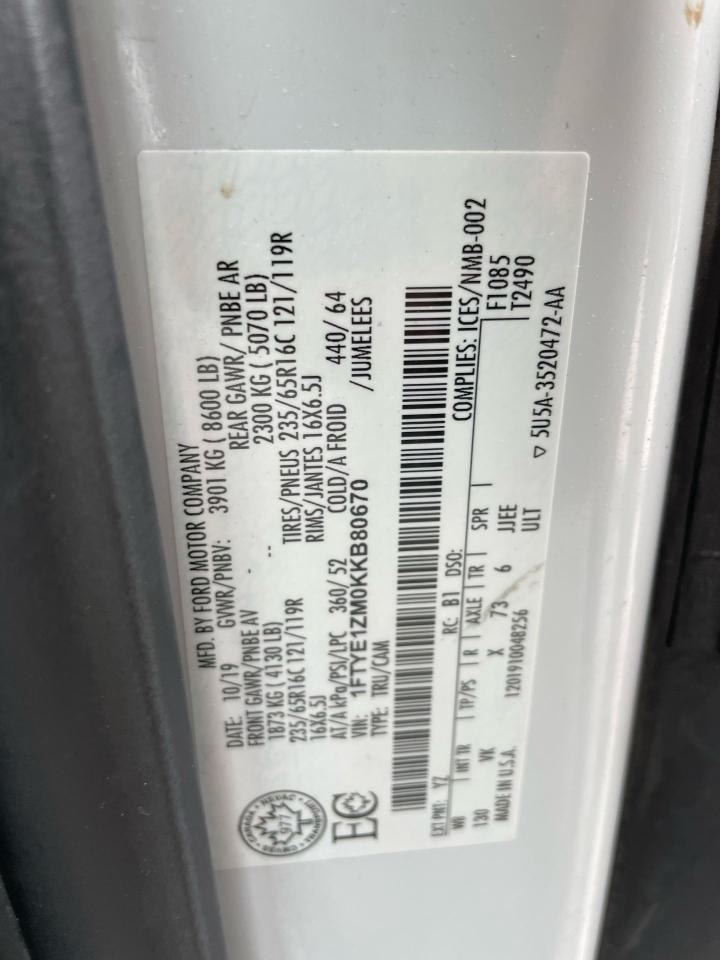 MFD. BY FORD MOTOR COMPANY
DATE: 10/19 GVWR/PNBV: 3901 KG ( 8600 LB)
FRONT GAWR/PNBE AV REAR GAWR/ PNBE AR
1873 KG ( 4130 LB) -- 2300 KG ( 5070 LB)
235/65R16C 121/119R -- TIRES/PNEUS 235/65R16C 121/119R
16X6.5J RIMS/JANTES 16X6.5J
AT/A kPa/PSI/LPC 360/ 52 COLD/A FROID 440/ 64
VIN: 1FTYE1ZM0KKB80670 /JUMELEES
TYPE: TRU/CAM
CANADA
977
EC
COMPLIES: ICES/NMB-002
EXT PNT: YZ RC: B1 DSO: F1085
WB INT TR TP/PS R AXLE TR SPR T2490
130 VK X 73 6 JJEE
MADE IN U.S.A. 1201910048256 ULT
▽ 5U5A-3520472-AA